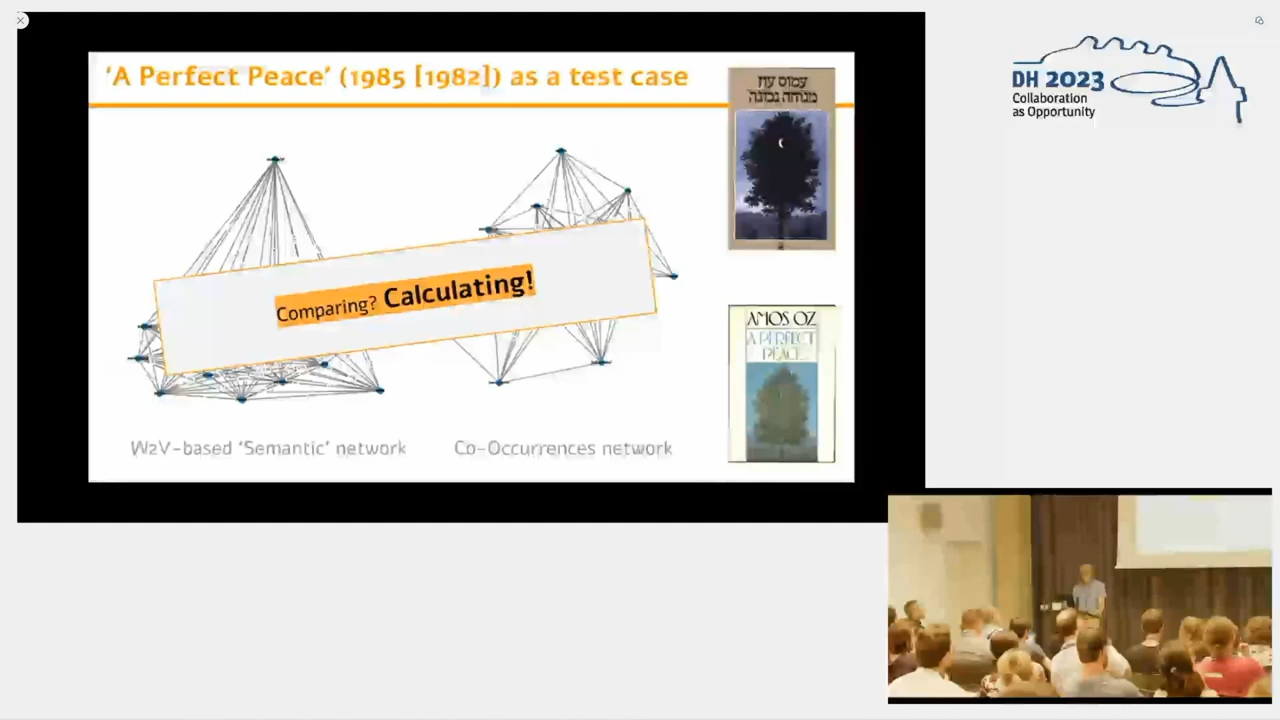 'A Perfect Peace' (1985 [1982]) as a test case
עמוס עוז
מנוחה נכונה
Comparing? Calculating!
AMOS OZ
A PERFECT
PEACE
W2V-based 'Semantic' network
Co-Occurrences network
DH 2023
Collaboration
as Opportunity